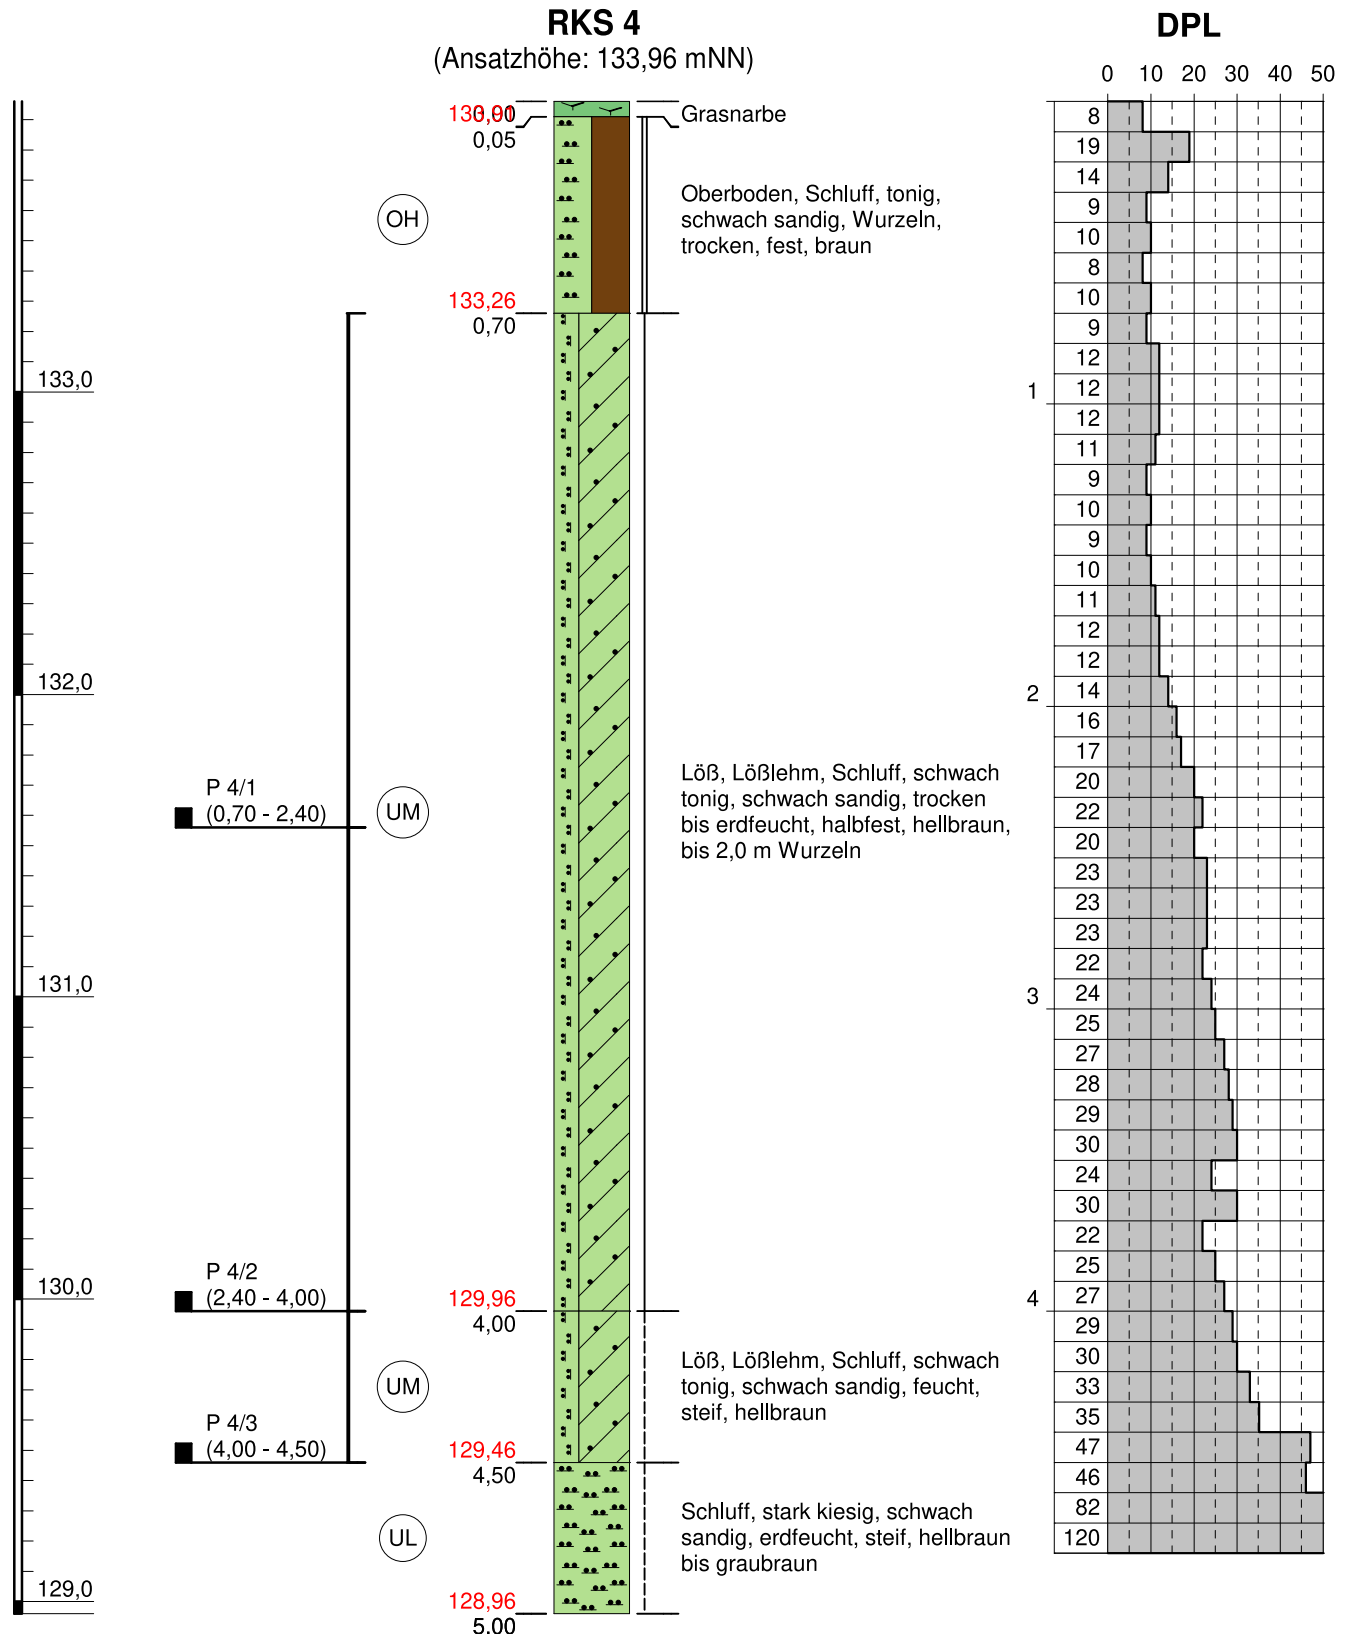 RKS 4
(Ansatzhöhe: 133,96 mNN)
DPL
0 10 20 30 40 50
133,91
0,00
0,05
Grasnarbe
OH
Oberboden, Schluff, tonig,
schwach sandig, Wurzeln,
trocken, fest, braun
133,26
0,70
133,0
132,0
131,0
130,0
129,0
P 4/1
(0,70 - 2,40)
UM
Löß, Lößlehm, Schluff, schwach
tonig, schwach sandig, trocken
bis erdfeucht, halbfest, hellbraun,
bis 2,0 m Wurzeln
P 4/2
(2,40 - 4,00)
129,96
4,00
UM
Löß, Lößlehm, Schluff, schwach
tonig, schwach sandig, feucht,
steif, hellbraun
P 4/3
(4,00 - 4,50)
129,46
4,50
UL
Schluff, stark kiesig, schwach
sandig, erdfeucht, steif, hellbraun
bis graubraun
128,96
5,00
8
19
14
9
10
8
10
9
12
1 12
12
11
9
10
9
10
11
12
12
2 14
16
17
20
22
20
23
23
23
22
3 24
25
27
28
29
30
24
30
22
25
4 27
29
30
33
35
47
46
82
120